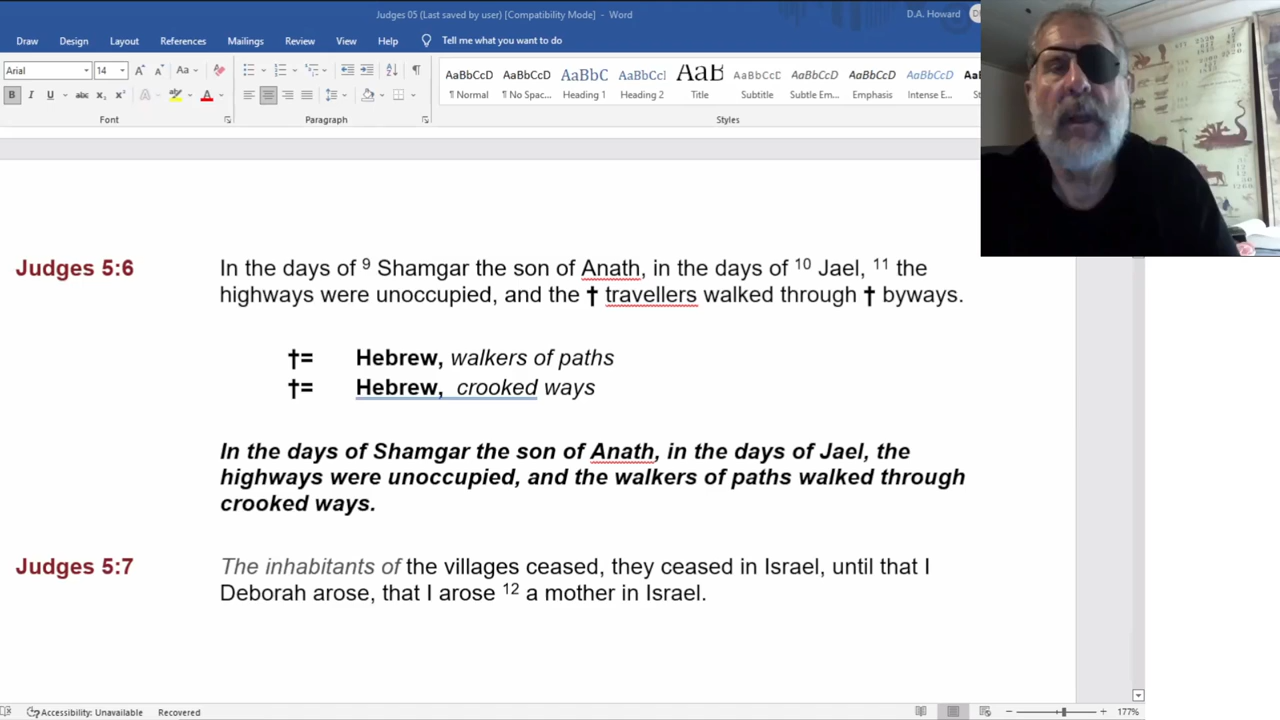 Judges 05 (Last saved by user) [Compatibility Mode] - Word
D.A. Howard
Draw Design Layout References Mailings Review View Help Tell me what you want to do
Arial 14
AaBbCcD AaBbCcD AaBbC AaBbCcI AaB AaBbCcD AaBbCcD AaBbCcD AaBbCcD
¶ Normal ¶ No Spac... Heading 1 Heading 2 Title Subtitle Subtle Em... Emphasis Intense E...
Font Paragraph Styles
Judges 5:6 In the days of ⁹ Shamgar the son of Anath, in the days of ¹⁰ Jael, ¹¹ the
highways were unoccupied, and the † travellers walked through † byways.
†= Hebrew, walkers of paths
†= Hebrew, crooked ways
In the days of Shamgar the son of Anath, in the days of Jael, the
highways were unoccupied, and the walkers of paths walked through
crooked ways.
Judges 5:7 The inhabitants of the villages ceased, they ceased in Israel, until that I
Deborah arose, that I arose ¹² a mother in Israel.
Accessibility: Unavailable Recovered 177%